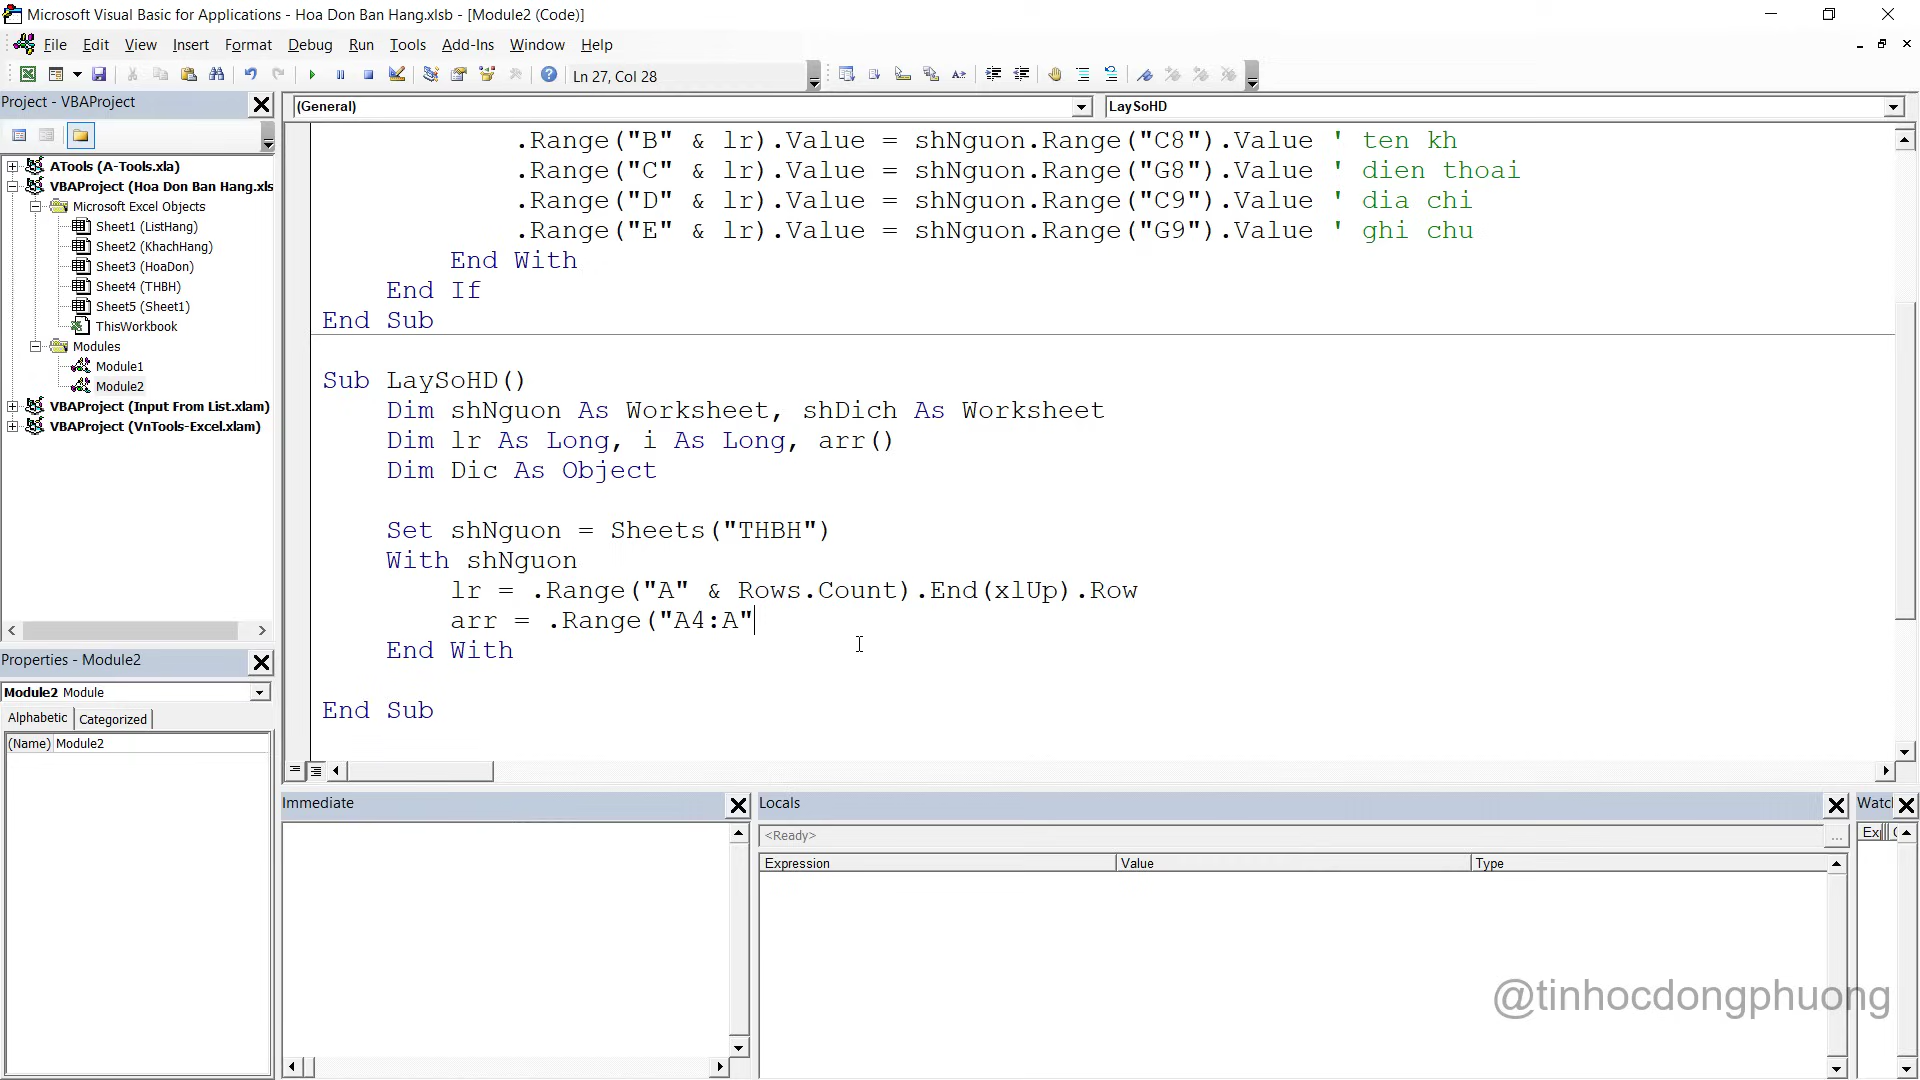 Microsoft Visual Basic for Applications - Hoa Don Ban Hang.xlsb - [Module2 (Code)]
File Edit View Insert Format Debug Run Tools Add-Ins Window Help
Ln 27, Col 28
Project - VBAProject
ATools (A-Tools.xla)
VBAProject (Hoa Don Ban Hang.xls
Microsoft Excel Objects
Sheet1 (ListHang)
Sheet2 (KhachHang)
Sheet3 (HoaDon)
Sheet4 (THBH)
Sheet5 (Sheet1)
ThisWorkbook
Modules
Module1
Module2
VBAProject (Input From List.xlam)
VBAProject (VnTools-Excel.xlam)
Properties - Module2
Module2 Module
Alphabetic Categorized
(Name) Module2
(General) LaySoHD
.Range("B" & lr).Value = shNguon.Range("C8").Value ' ten kh
.Range("C" & lr).Value = shNguon.Range("G8").Value ' dien thoai
.Range("D" & lr).Value = shNguon.Range("C9").Value ' dia chi
.Range("E" & lr).Value = shNguon.Range("G9").Value ' ghi chu
End With
End If
End Sub
Sub LaySoHD()
Dim shNguon As Worksheet, shDich As Worksheet
Dim lr As Long, i As Long, arr()
Dim Dic As Object
Set shNguon = Sheets("THBH")
With shNguon
lr = .Range("A" & Rows.Count).End(xlUp).Row
arr = .Range("A4:A"
End With
End Sub
Immediate
Locals
<Ready>
...
Expression Value Type
@tinhocdongphuong